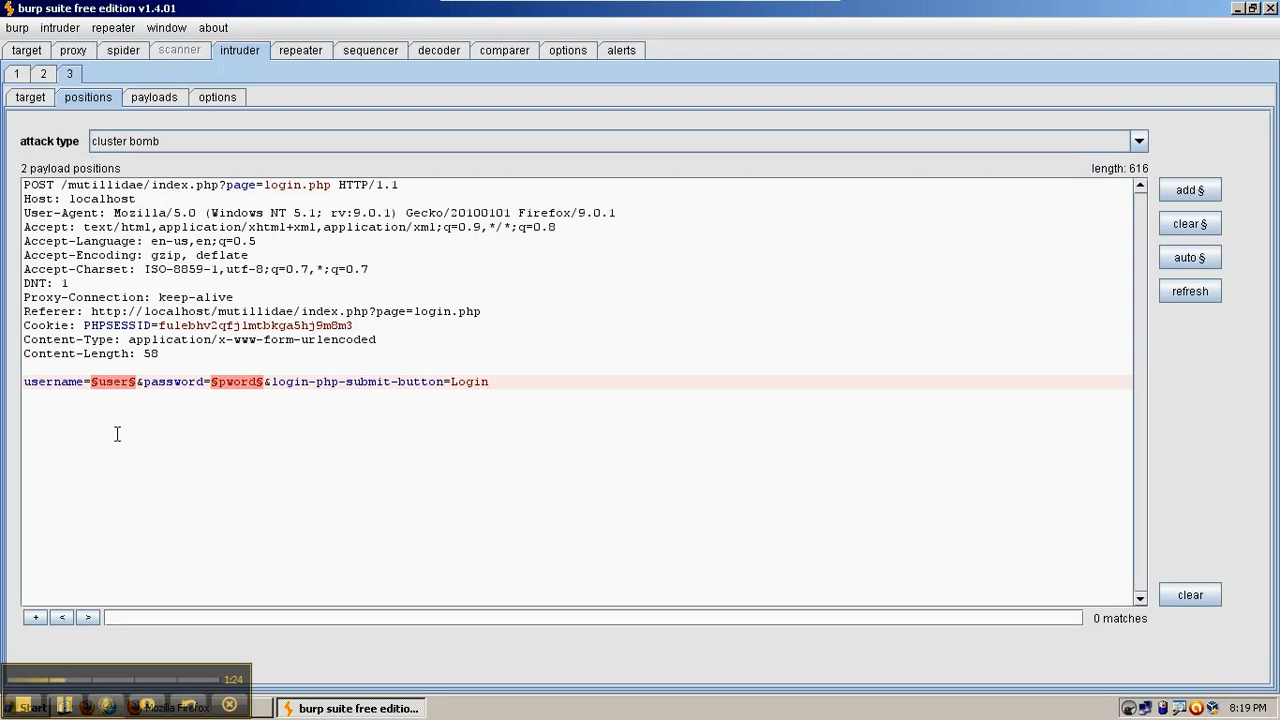 burp suite free edition v1.4.01
burp intruder repeater window about
target proxy spider scanner intruder repeater sequencer decoder comparer options alerts
1 2 3
target positions payloads options
attack type cluster bomb
2 payload positions length: 616
POST /mutillidae/index.php?page=login.php HTTP/1.1
Host: localhost
User-Agent: Mozilla/5.0 (Windows NT 5.1; rv:9.0.1) Gecko/20100101 Firefox/9.0.1
Accept: text/html,application/xhtml+xml,application/xml;q=0.9,*/*;q=0.8
Accept-Language: en-us,en;q=0.5
Accept-Encoding: gzip, deflate
Accept-Charset: ISO-8859-1,utf-8;q=0.7,*;q=0.7
DNT: 1
Proxy-Connection: keep-alive
Referer: http://localhost/mutillidae/index.php?page=login.php
Cookie: PHPSESSID=fulebhv2qfjlmtbkga5hj9m8m3
Content-Type: application/x-www-form-urlencoded
Content-Length: 58
username=§user§&password=§pword§&login-php-submit-button=Login
add §
clear §
auto §
refresh
clear
+ < > 0 matches
1:24
Start Mozilla Firefox burp suite free editio... 8:19 PM